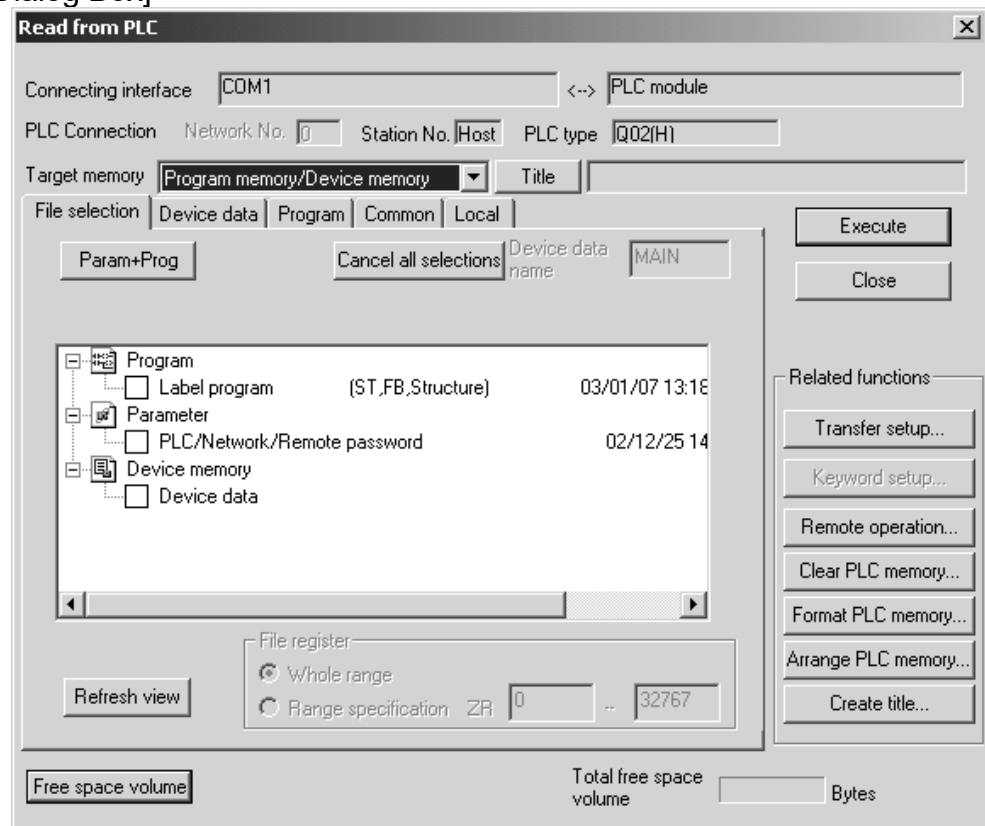 Dialog Box]
Read from PLC
Connecting interface COM1 <--> PLC module
PLC Connection Network No. 0 Station No. Host PLC type Q02(H)
Target memory Program memory/Device memory Title
File selection Device data Program Common Local
Execute
Param+Prog Cancel all selections Device data name MAIN
Close
Program
Label program (ST,FB,Structure) 03/01/07 13:18
Parameter
PLC/Network/Remote password 02/12/25 14
Device memory
Device data
Related functions
Transfer setup...
Keyword setup...
Remote operation...
Clear PLC memory...
Format PLC memory...
Arrange PLC memory...
Create title...
File register
Whole range
Refresh view
Range specification ZR 0 .. 32767
Free space volume
Total free space volume Bytes